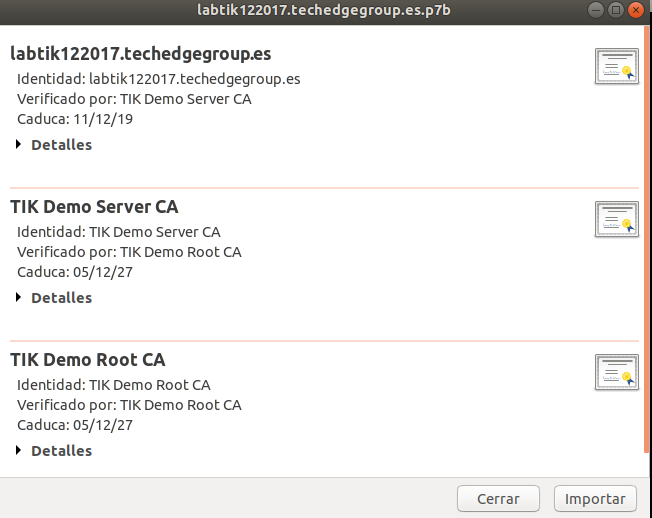 labtik122017.techedgegroup.es.p7b
labtik122017.techedgegroup.es
Identidad: labtik122017.techedgegroup.es
Verificado por: TIK Demo Server CA
Caduca: 11/12/19
Detalles
TIK Demo Server CA
Identidad: TIK Demo Server CA
Verificado por: TIK Demo Root CA
Caduca: 05/12/27
Detalles
TIK Demo Root CA
Identidad: TIK Demo Root CA
Verificado por: TIK Demo Root CA
Caduca: 05/12/27
Detalles
Cerrar Importar